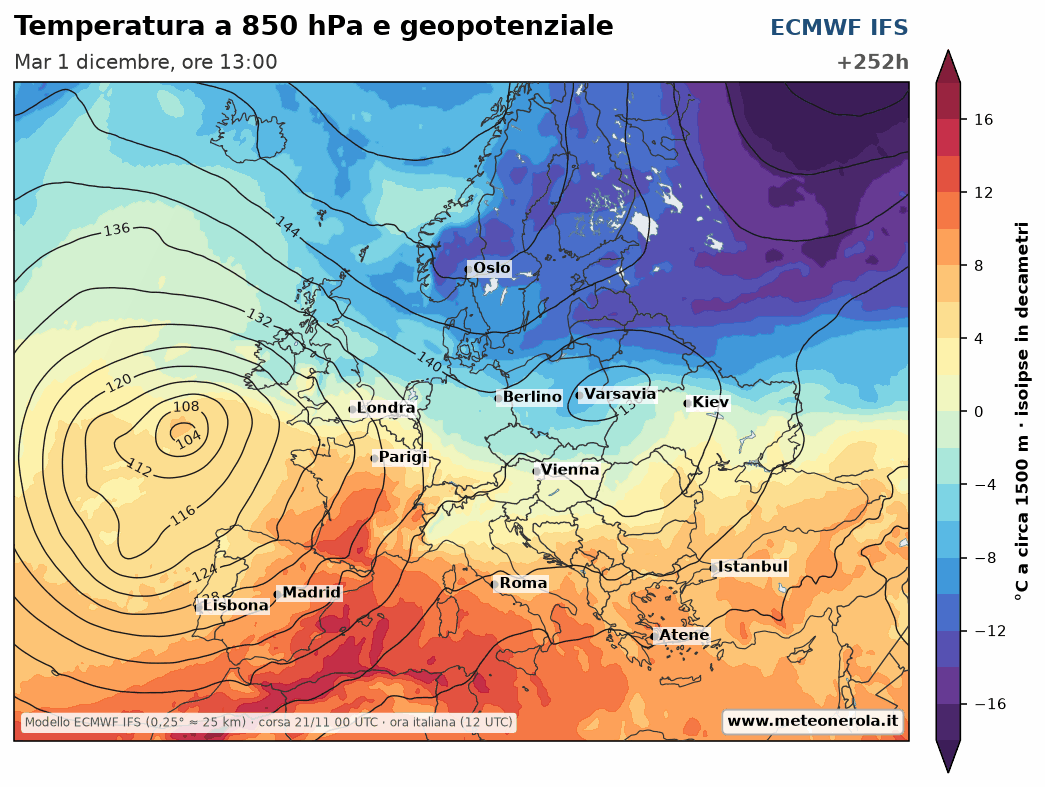 Temperatura a 850 hPa e geopotenziale
ECMWF IFS
Mar 1 dicembre, ore 13:00
+252h
136
144
132
140
120
108
104
112
116
124
Oslo
Londra
Berlino
Varsavia
Kiev
Parigi
Vienna
Istanbul
Roma
Madrid
Lisbona
Atene
16
12
8
4
0
−4
−8
−12
−16
°C a circa 1500 m · Isoipse in decametri
Modello ECMWF IFS (0,25° ≈ 25 km) · corsa 21/11 00 UTC · ora italiana (12 UTC)
www.meteonerola.it